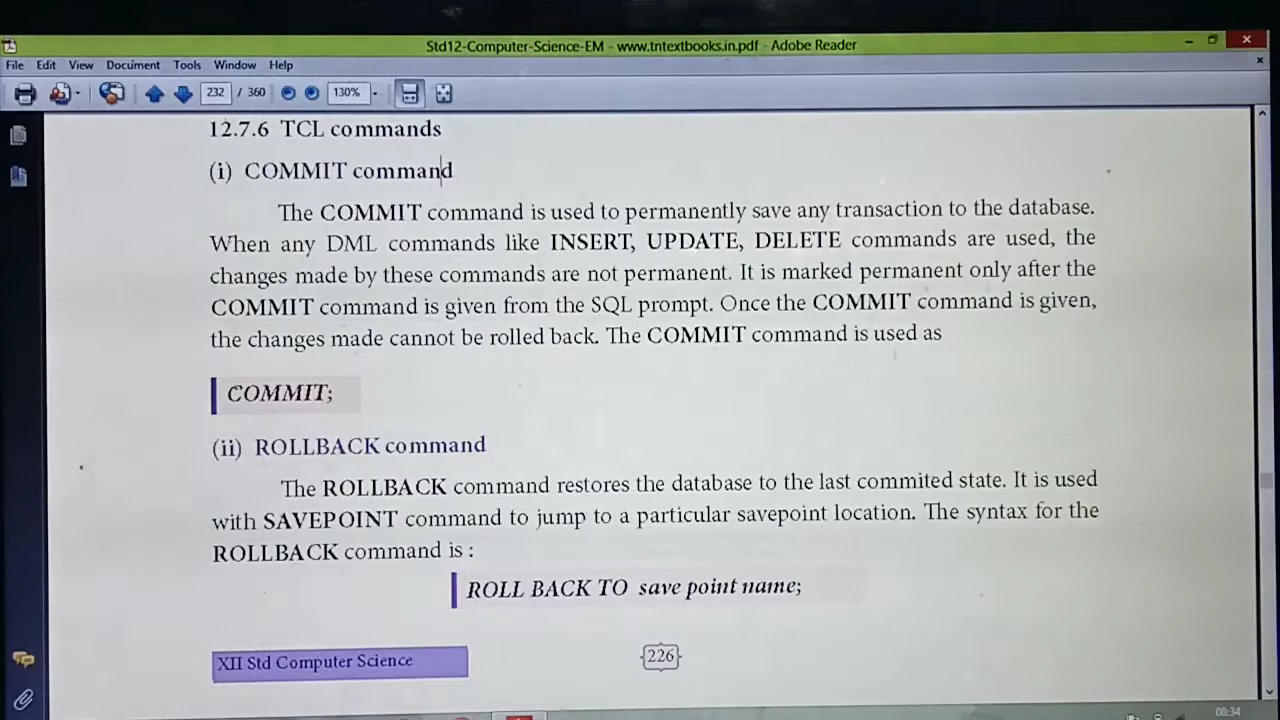 Std12-Computer-Science-EM - www.tntextbooks.in.pdf - Adobe Reader
File Edit View Document Tools Window Help
232 / 360 130%
12.7.6 TCL commands
(i) COMMIT command
The COMMIT command is used to permanently save any transaction to the database.
When any DML commands like INSERT, UPDATE, DELETE commands are used, the
changes made by these commands are not permanent. It is marked permanent only after the
COMMIT command is given from the SQL prompt. Once the COMMIT command is given,
the changes made cannot be rolled back. The COMMIT command is used as
COMMIT;
(ii) ROLLBACK command
The ROLLBACK command restores the database to the last commited state. It is used
with SAVEPOINT command to jump to a particular savepoint location. The syntax for the
ROLLBACK command is :
ROLL BACK TO save point name;
XII Std Computer Science
226
08:34